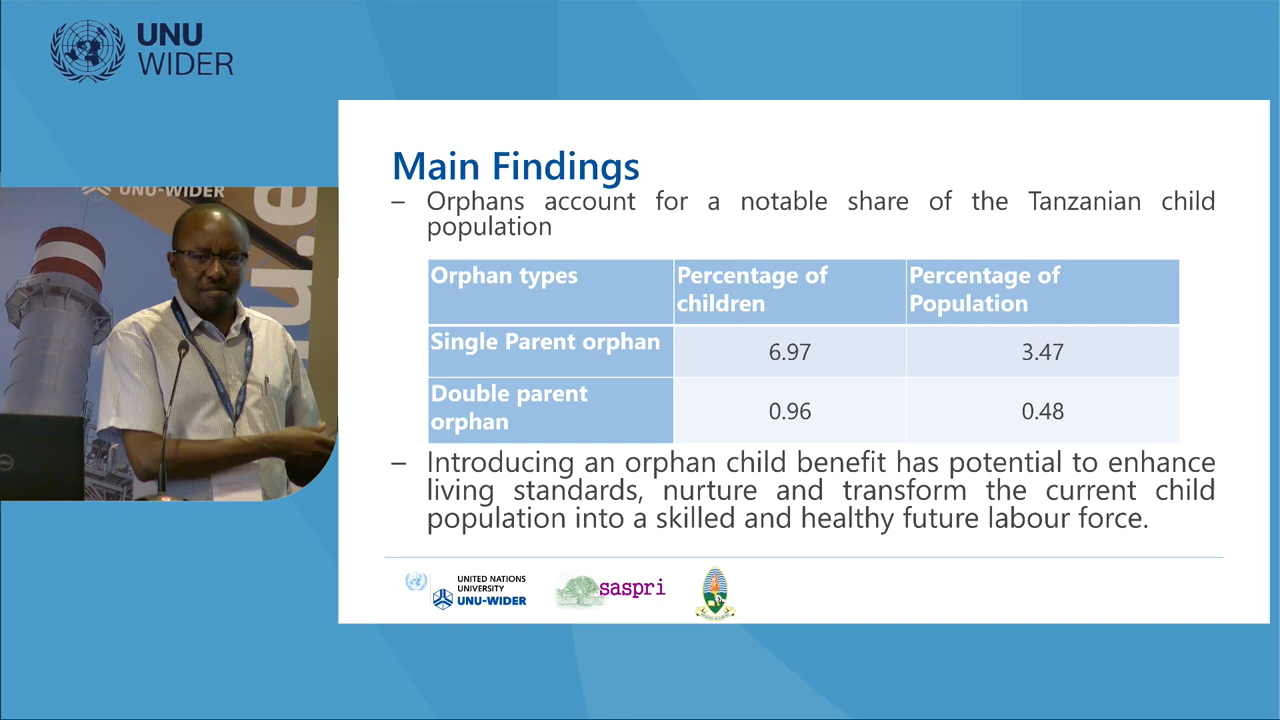 UNU
WIDER
UNU-WIDER
Main Findings
– Orphans account for a notable share of the Tanzanian child
population
Orphan types Percentage of children Percentage of Population
Single Parent orphan 6.97 3.47
Double parent orphan 0.96 0.48
– Introducing an orphan child benefit has potential to enhance
living standards, nurture and transform the current child
population into a skilled and healthy future labour force.
UNITED NATIONS
UNIVERSITY
UNU-WIDER
saspri